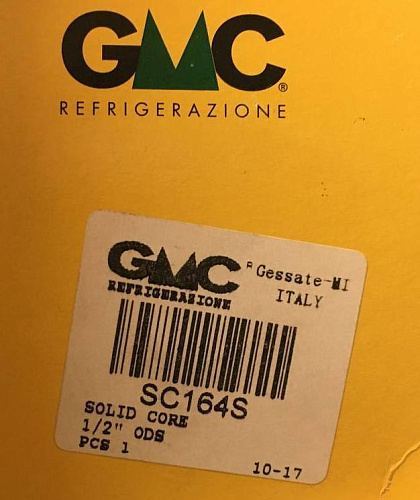 GMC®
REFRIGERAZIONE
GMC® Gessate-MI
REFRIGERAZIONE ITALY
SC164S
SOLID CORE
1/2" ODS
PCS 1
10-17